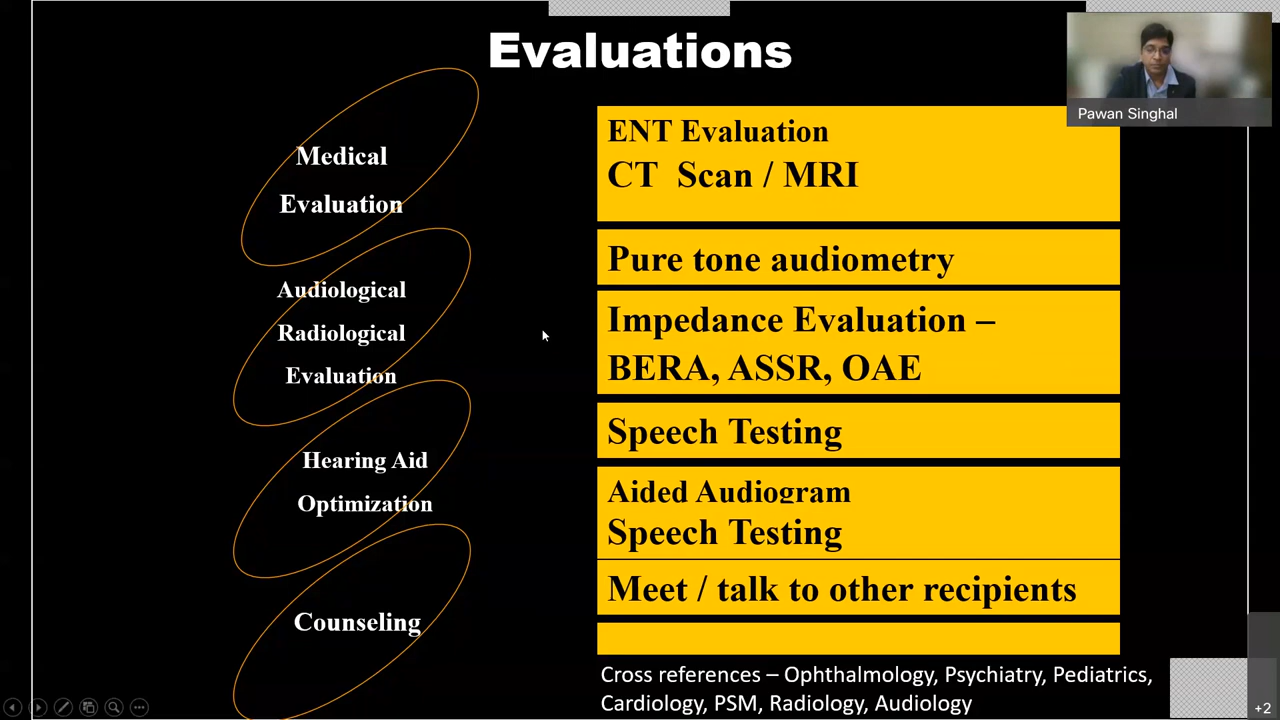 Evaluations
Pawan Singhal
Medical
Evaluation
Audiological
Radiological
Evaluation
Hearing Aid
Optimization
Counseling
ENT Evaluation
CT Scan / MRI
Pure tone audiometry
Impedance Evaluation –
BERA, ASSR, OAE
Speech Testing
Aided Audiogram
Speech Testing
Meet / talk to other recipients
Cross references – Ophthalmology, Psychiatry, Pediatrics,
Cardiology, PSM, Radiology, Audiology
+2